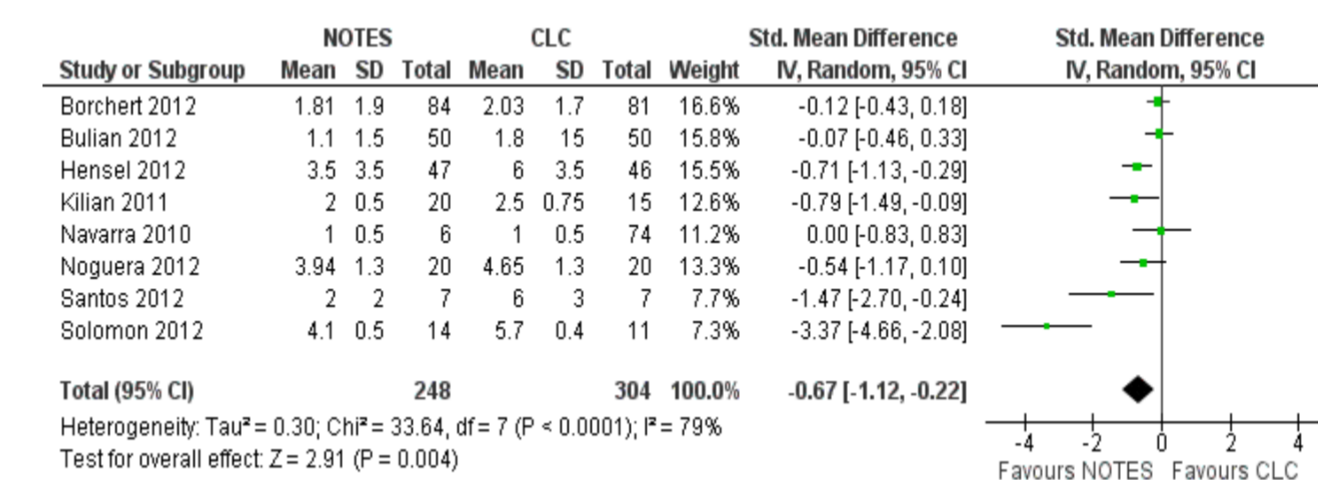 NOTES CLC Std. Mean Difference Std. Mean Difference
Study or Subgroup Mean SD Total Mean SD Total Weight IV, Random, 95% CI IV, Random, 95% CI
Borchert 2012 1.81 1.9 84 2.03 1.7 81 16.6% -0.12 [-0.43, 0.18]
Bulian 2012 1.1 1.5 50 1.8 15 50 15.8% -0.07 [-0.46, 0.33]
Hensel 2012 3.5 3.5 47 6 3.5 46 15.5% -0.71 [-1.13, -0.29]
Kilian 2011 2 0.5 20 2.5 0.75 15 12.6% -0.79 [-1.49, -0.09]
Navarra 2010 1 0.5 6 1 0.5 74 11.2% 0.00 [-0.83, 0.83]
Noguera 2012 3.94 1.3 20 4.65 1.3 20 13.3% -0.54 [-1.17, 0.10]
Santos 2012 2 2 7 6 3 7 7.7% -1.47 [-2.70, -0.24]
Solomon 2012 4.1 0.5 14 5.7 0.4 11 7.3% -3.37 [-4.66, -2.08]
Total (95% CI) 248 304 100.0% -0.67 [-1.12, -0.22]
Heterogeneity: Tau² = 0.30; Chi² = 33.64, df = 7 (P < 0.0001); I² = 79%
Test for overall effect: Z = 2.91 (P = 0.004)
-4 -2 0 2 4
Favours NOTES Favours CLC